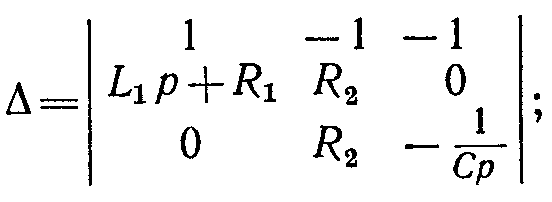 Δ = | 1 −1 −1 |
| L₁p + R₁ R₂ 0 |
| 0 R₂ −1/(Cp) | ;